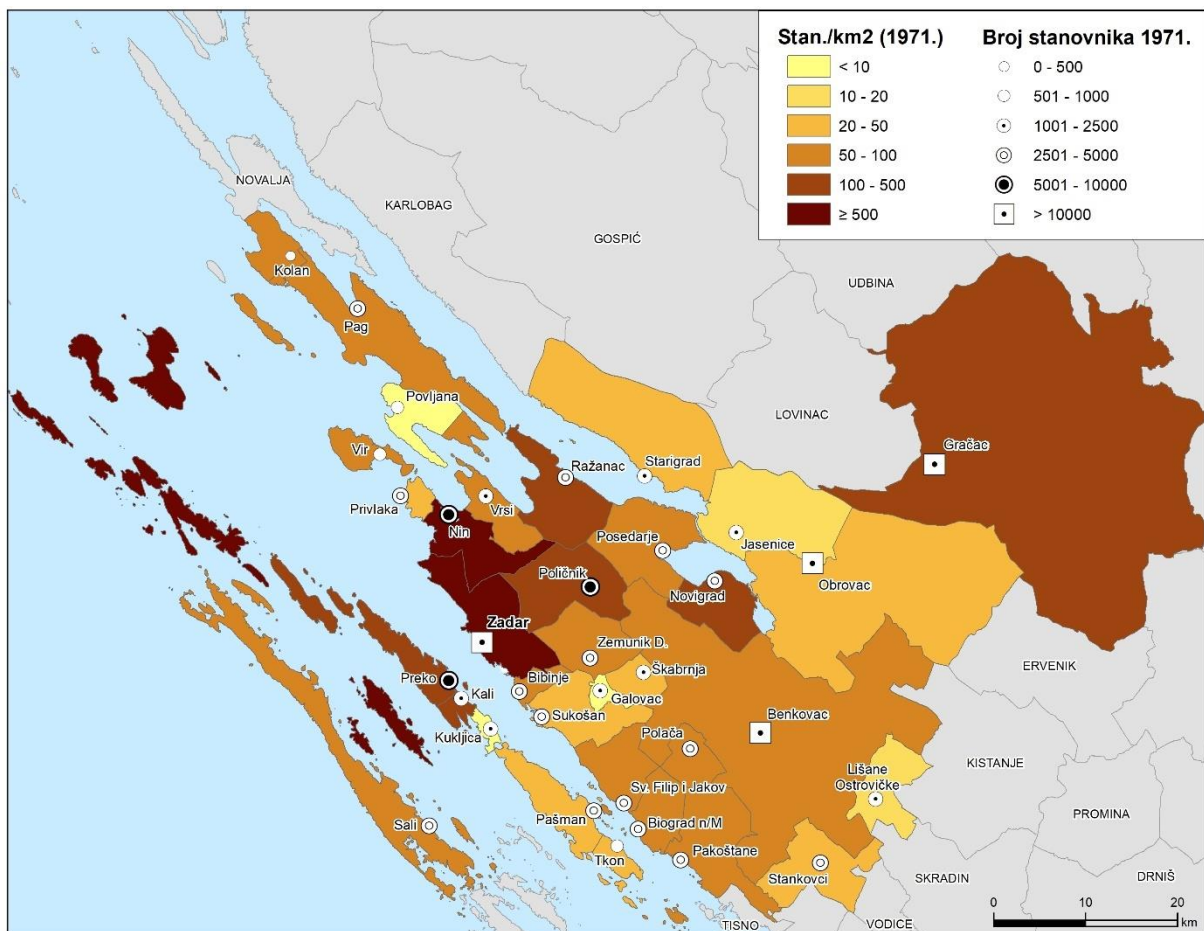 Stan./km2 (1971.)
< 10
10 - 20
20 - 50
50 - 100
100 - 500
≥ 500
Broj stanovnika 1971.
0 - 500
501 - 1000
1001 - 2500
2501 - 5000
5001 - 10000
> 10000
NOVALJA
KARLOBAG
GOSPIĆ
UDBINA
Kolan
Pag
LOVINAC
Povljana
Gračac
Vir
Ražanac
Starigrad
Privlaka
Vrsi
Nin
Posedarje
Jasenice
Obrovac
Poličnik
Novigrad
Zadar
Zemunik D.
Škabrnja
ERVENIK
Preko
Kali
Bibinje
Galovac
Sukošan
Kukljica
Benkovac
Polača
KISTANJE
Lišane
Ostrovičke
Sv. Filip i Jakov
Pašman
Biograd n/M
PROMINA
Sali
Tkon
Pakoštane
Stankovci
SKRADIN
DRNIŠ
TISNO
VODICE
0 10 20
km